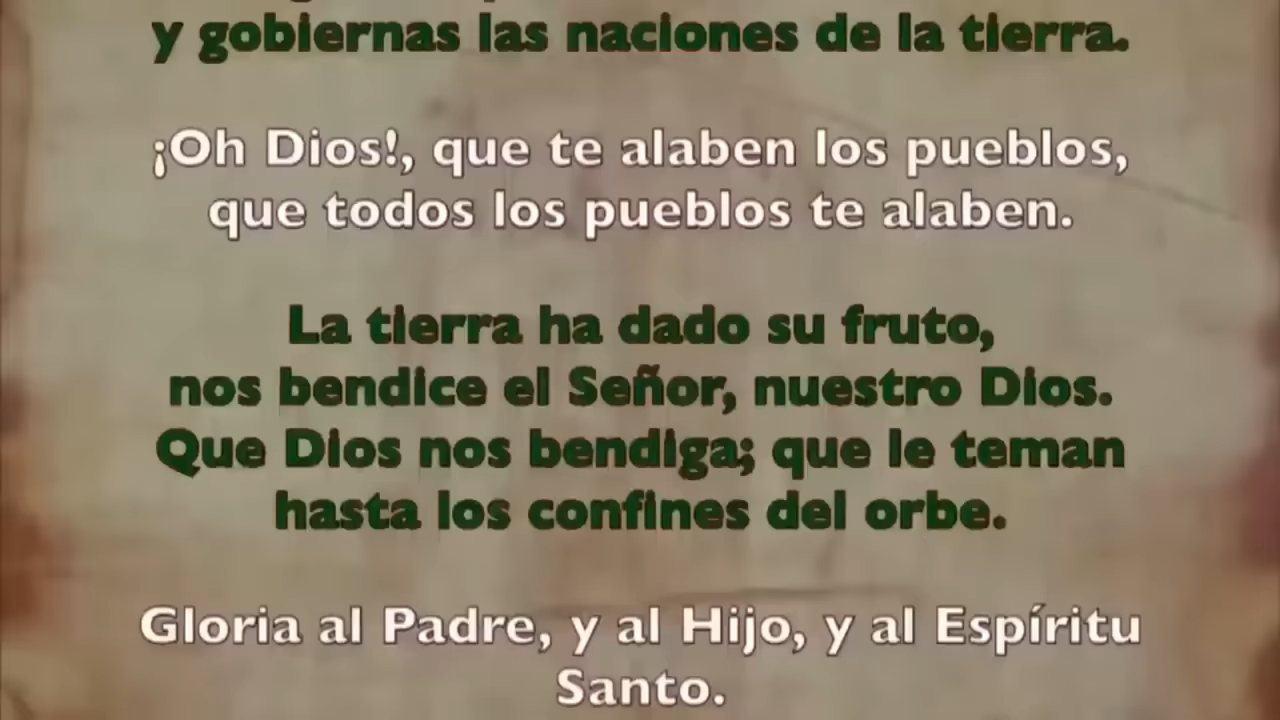 y gobiernas las naciones de la tierra.
¡Oh Dios!, que te alaben los pueblos,
que todos los pueblos te alaben.
La tierra ha dado su fruto,
nos bendice el Señor, nuestro Dios.
Que Dios nos bendiga; que le teman
hasta los confines del orbe.
Gloria al Padre, y al Hijo, y al Espíritu
Santo.